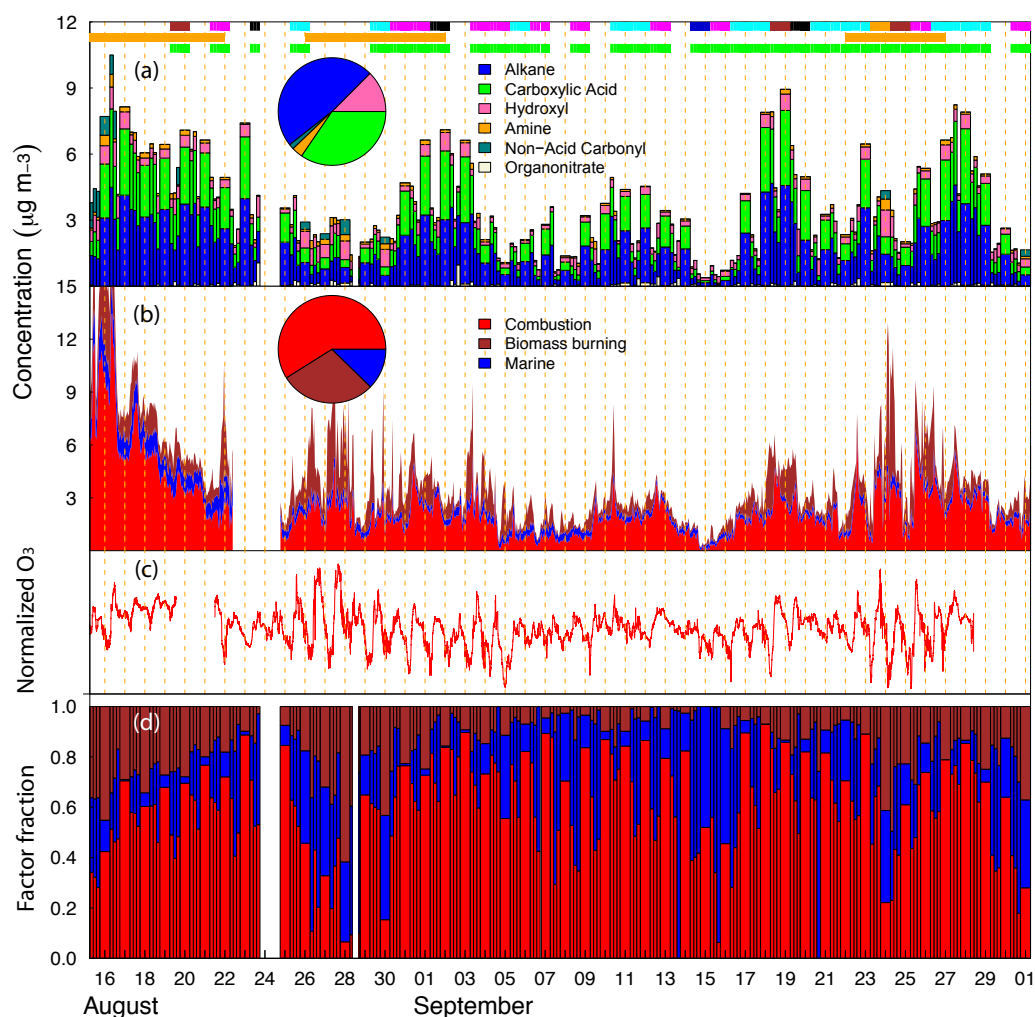 12
9
6
3
(a)
Alkane
Carboxylic Acid
Hydroxyl
Amine
Non−Acid Carbonyl
Organonitrate
Concentration (μg m−3)
15
12
9
6
3
(b)
Combustion
Biomass burning
Marine
Normalized O3
(c)
Factor fraction
1.0
0.8
0.6
0.4
0.2
0.0
(d)
16 18 20 22 24 26 28 30 01 03 05 07 09 11 13 15 17 19 21 23 25 27 29 01
August September